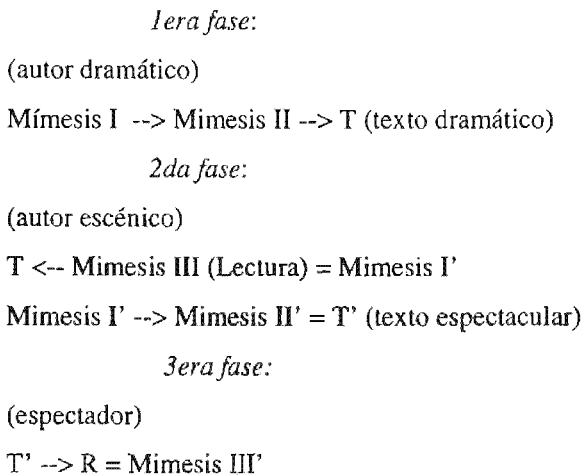 1era fase:
(autor dramático)
Mímesis I --> Mimesis II --> T (texto dramático)
2da fase:
(autor escénico)
T <-- Mimesis III (Lectura) = Mimesis I’
Mimesis I’ --> Mimesis II’ = T’ (texto espectacular)
3era fase:
(espectador)
T’ --> R = Mimesis III’